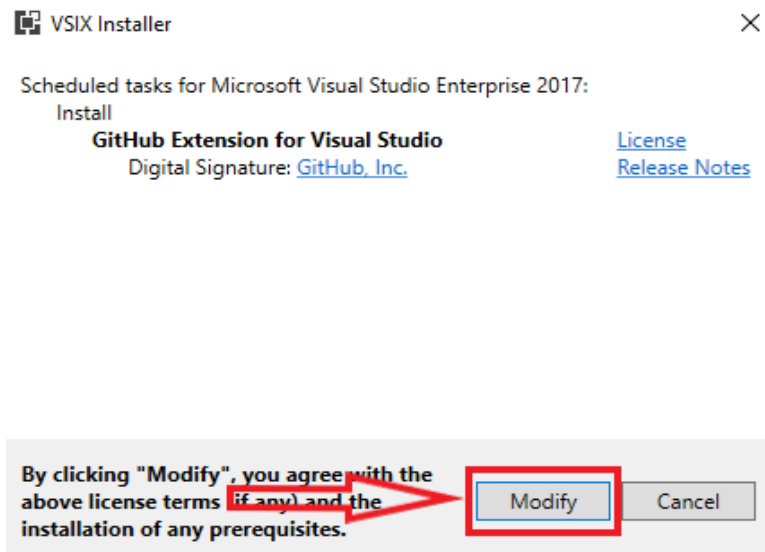 VSIX Installer
Scheduled tasks for Microsoft Visual Studio Enterprise 2017:
Install
GitHub Extension for Visual Studio License
Digital Signature: GitHub, Inc. Release Notes
By clicking "Modify", you agree with the
above license terms (if any) and the
installation of any prerequisites.
Modify Cancel